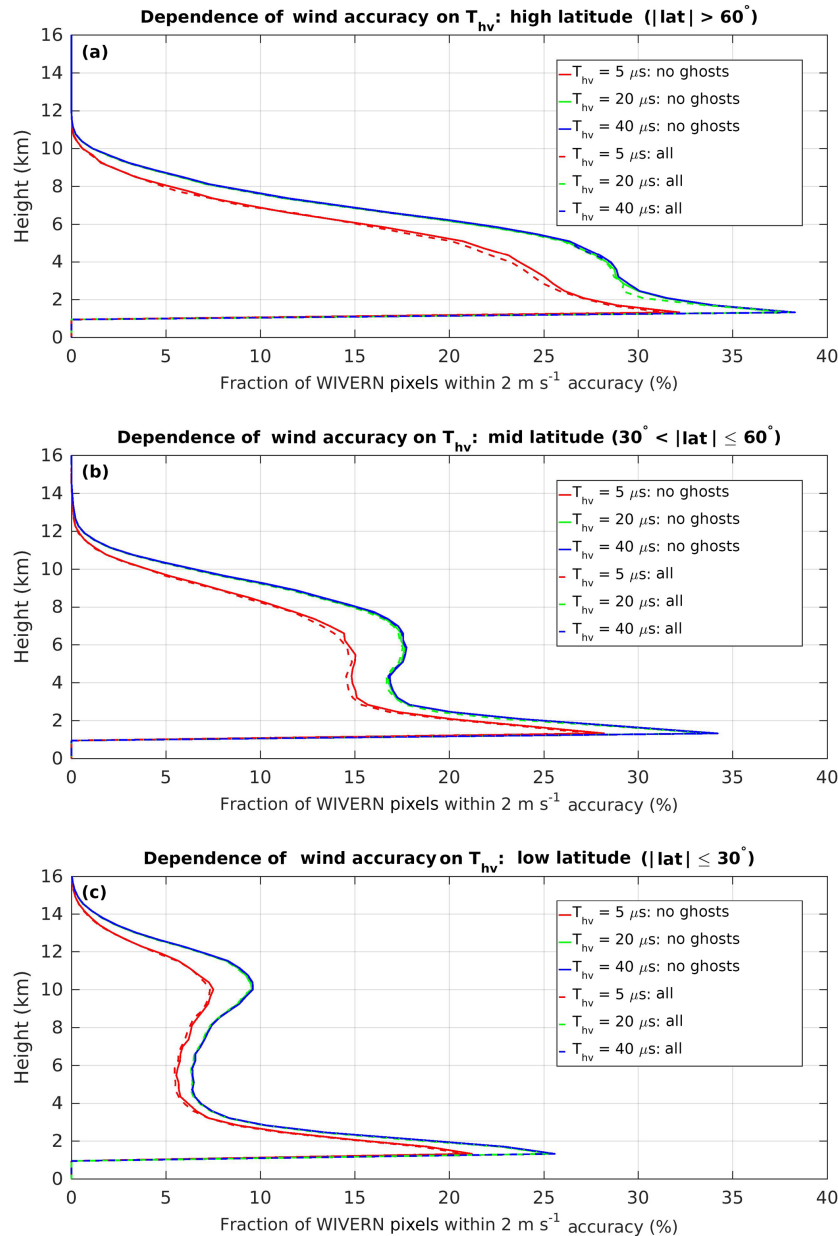 Dependence of wind accuracy on T_hv: high latitude (|lat| > 60°)
(a)
16
14
12
10
8
6
4
2
0
Height (km)
T_hv = 5 μs: no ghosts
T_hv = 20 μs: no ghosts
T_hv = 40 μs: no ghosts
T_hv = 5 μs: all
T_hv = 20 μs: all
T_hv = 40 μs: all
0 5 10 15 20 25 30 35 40
Fraction of WIVERN pixels within 2 m s⁻¹ accuracy (%)
Dependence of wind accuracy on T_hv: mid latitude (30° < |lat| ≤ 60°)
(b)
16
14
12
10
8
6
4
2
0
Height (km)
T_hv = 5 μs: no ghosts
T_hv = 20 μs: no ghosts
T_hv = 40 μs: no ghosts
T_hv = 5 μs: all
T_hv = 20 μs: all
T_hv = 40 μs: all
0 5 10 15 20 25 30 35 40
Fraction of WIVERN pixels within 2 m s⁻¹ accuracy (%)
Dependence of wind accuracy on T_hv: low latitude (|lat| ≤ 30°)
(c)
16
14
12
10
8
6
4
2
0
Height (km)
T_hv = 5 μs: no ghosts
T_hv = 20 μs: no ghosts
T_hv = 40 μs: no ghosts
T_hv = 5 μs: all
T_hv = 20 μs: all
T_hv = 40 μs: all
0 5 10 15 20 25 30 35 40
Fraction of WIVERN pixels within 2 m s⁻¹ accuracy (%)